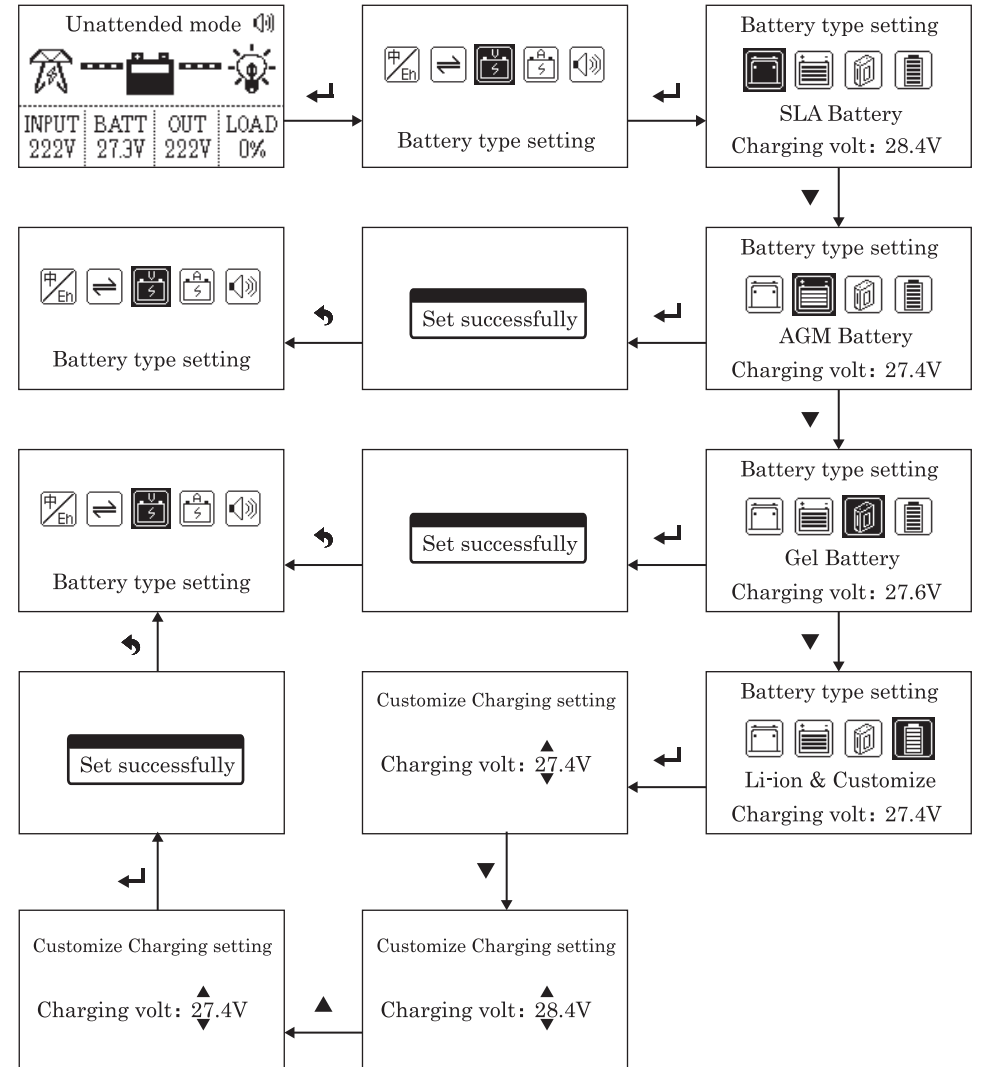 Unattended mode
INPUT BATT OUT LOAD
222V 27.3V 222V 0%
中/En
V
A
Battery type setting
Battery type setting
SLA Battery
Charging volt: 28.4V
中/En
V
A
Battery type setting
Set successfully
Battery type setting
AGM Battery
Charging volt: 27.4V
中/En
V
A
Battery type setting
Set successfully
Battery type setting
Gel Battery
Charging volt: 27.6V
Set successfully
Customize Charging setting
Charging volt: 27.4V
Battery type setting
Li-ion & Customize
Charging volt: 27.4V
Customize Charging setting
Charging volt: 27.4V
Customize Charging setting
Charging volt: 28.4V